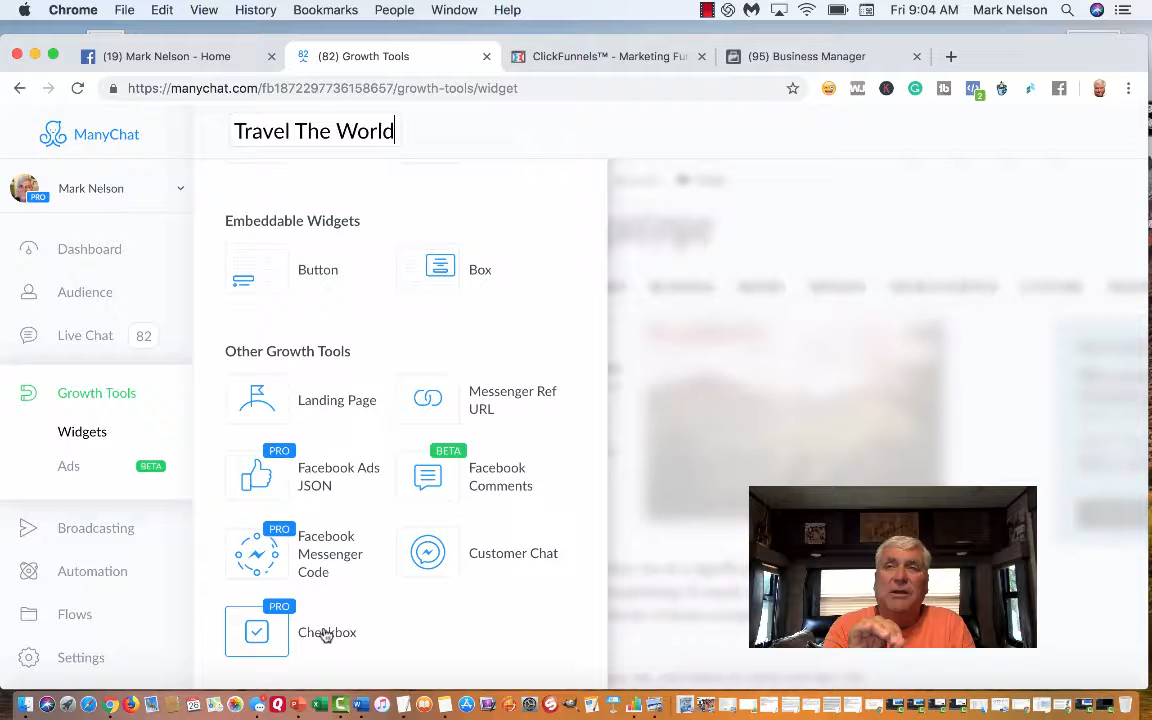 Chrome File Edit View History Bookmarks People Window Help Fri 9:04 AM Mark Nelson
(19) Mark Nelson - Home 82 (82) Growth Tools ClickFunnels™ - Marketing Fu (95) Business Manager
https://manychat.com/fb1872297736158657/growth-tools/widget
ManyChat
Travel The World
Mark Nelson
PRO
Dashboard
Audience
Live Chat 82
Growth Tools
Widgets
Ads BETA
Broadcasting
Automation
Flows
Settings
Embeddable Widgets
Button
Box
Other Growth Tools
Landing Page
Messenger Ref
URL
PRO
Facebook Ads
JSON
BETA
Facebook
Comments
PRO
Facebook
Messenger
Code
Customer Chat
PRO
Checkbox